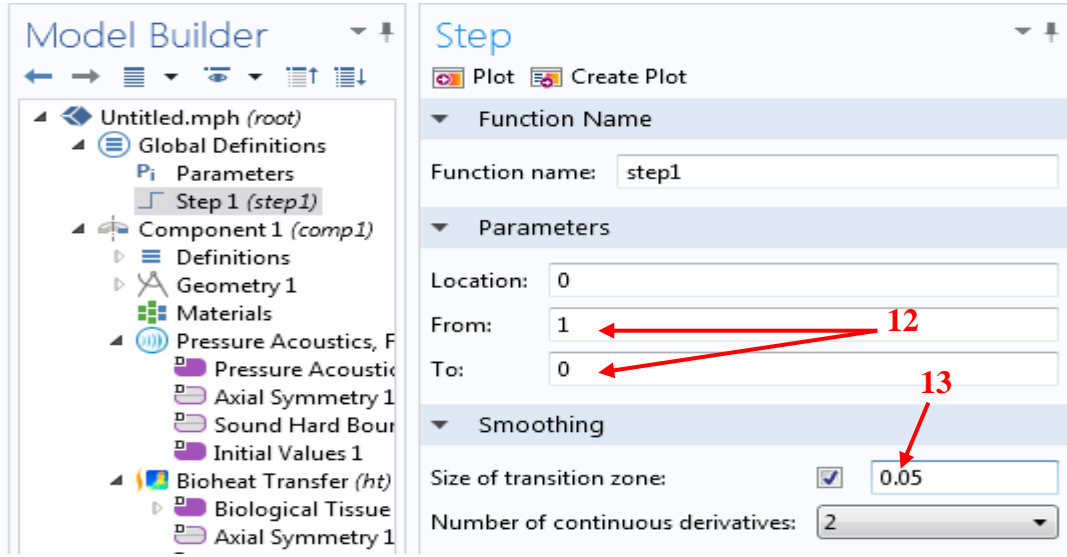 Model Builder
Untitled.mph (root)
Global Definitions
Pi Parameters
Step 1 (step1)
Component 1 (comp1)
Definitions
Geometry 1
Materials
Pressure Acoustics, F
Pressure Acoustic
Axial Symmetry 1
Sound Hard Bour
Initial Values 1
Bioheat Transfer (ht)
Biological Tissue
Axial Symmetry 1
Step
Plot Create Plot
Function Name
Function name: step1
Parameters
Location: 0
From: 1
12
To: 0
13
Smoothing
Size of transition zone: 0.05
Number of continuous derivatives: 2